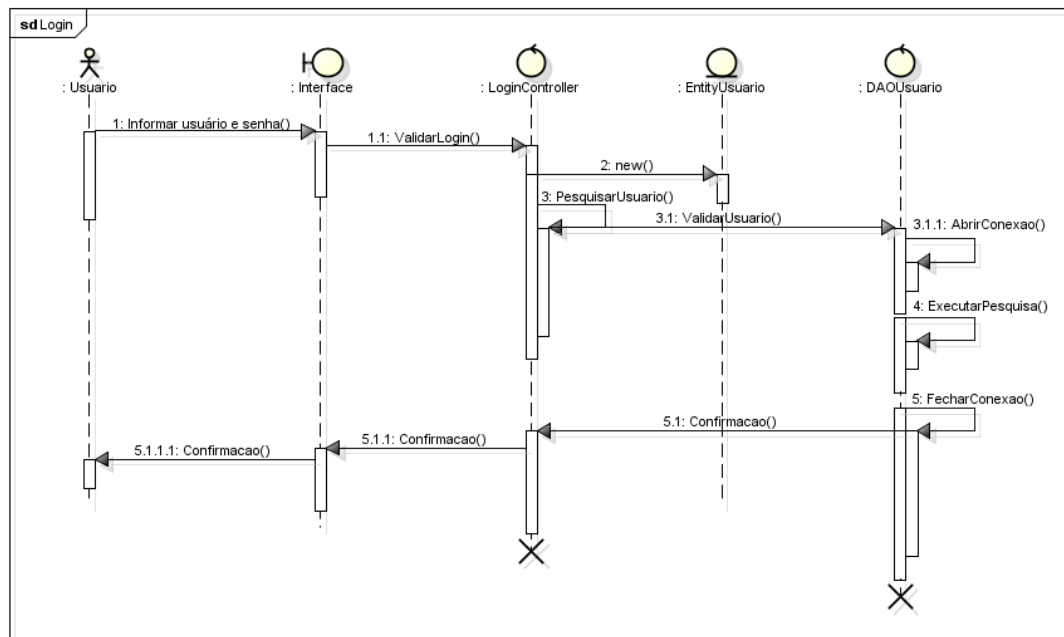 sd Login
: Usuario
: Interface
: LoginController
: EntityUsuario
: DAOUsuario
1: Informar usuário e senha()
1.1: ValidarLogin()
2: new()
3: PesquisarUsuario()
3.1: ValidarUsuario()
3.1.1: AbrirConexao()
4: ExecutarPesquisa()
5: FecharConexao()
5.1: Confirmacao()
5.1.1: Confirmacao()
5.1.1.1: Confirmacao()